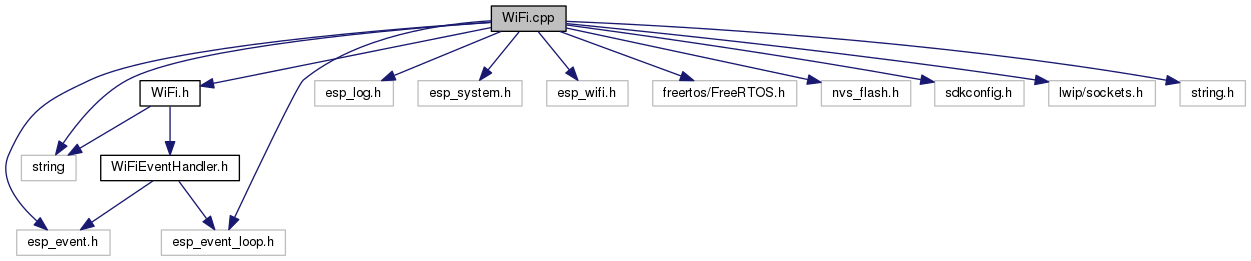 WiFi.cpp
WiFi.h
esp_log.h
esp_system.h
esp_wifi.h
freertos/FreeRTOS.h
nvs_flash.h
sdkconfig.h
lwip/sockets.h
string.h
string
WiFiEventHandler.h
esp_event.h
esp_event_loop.h